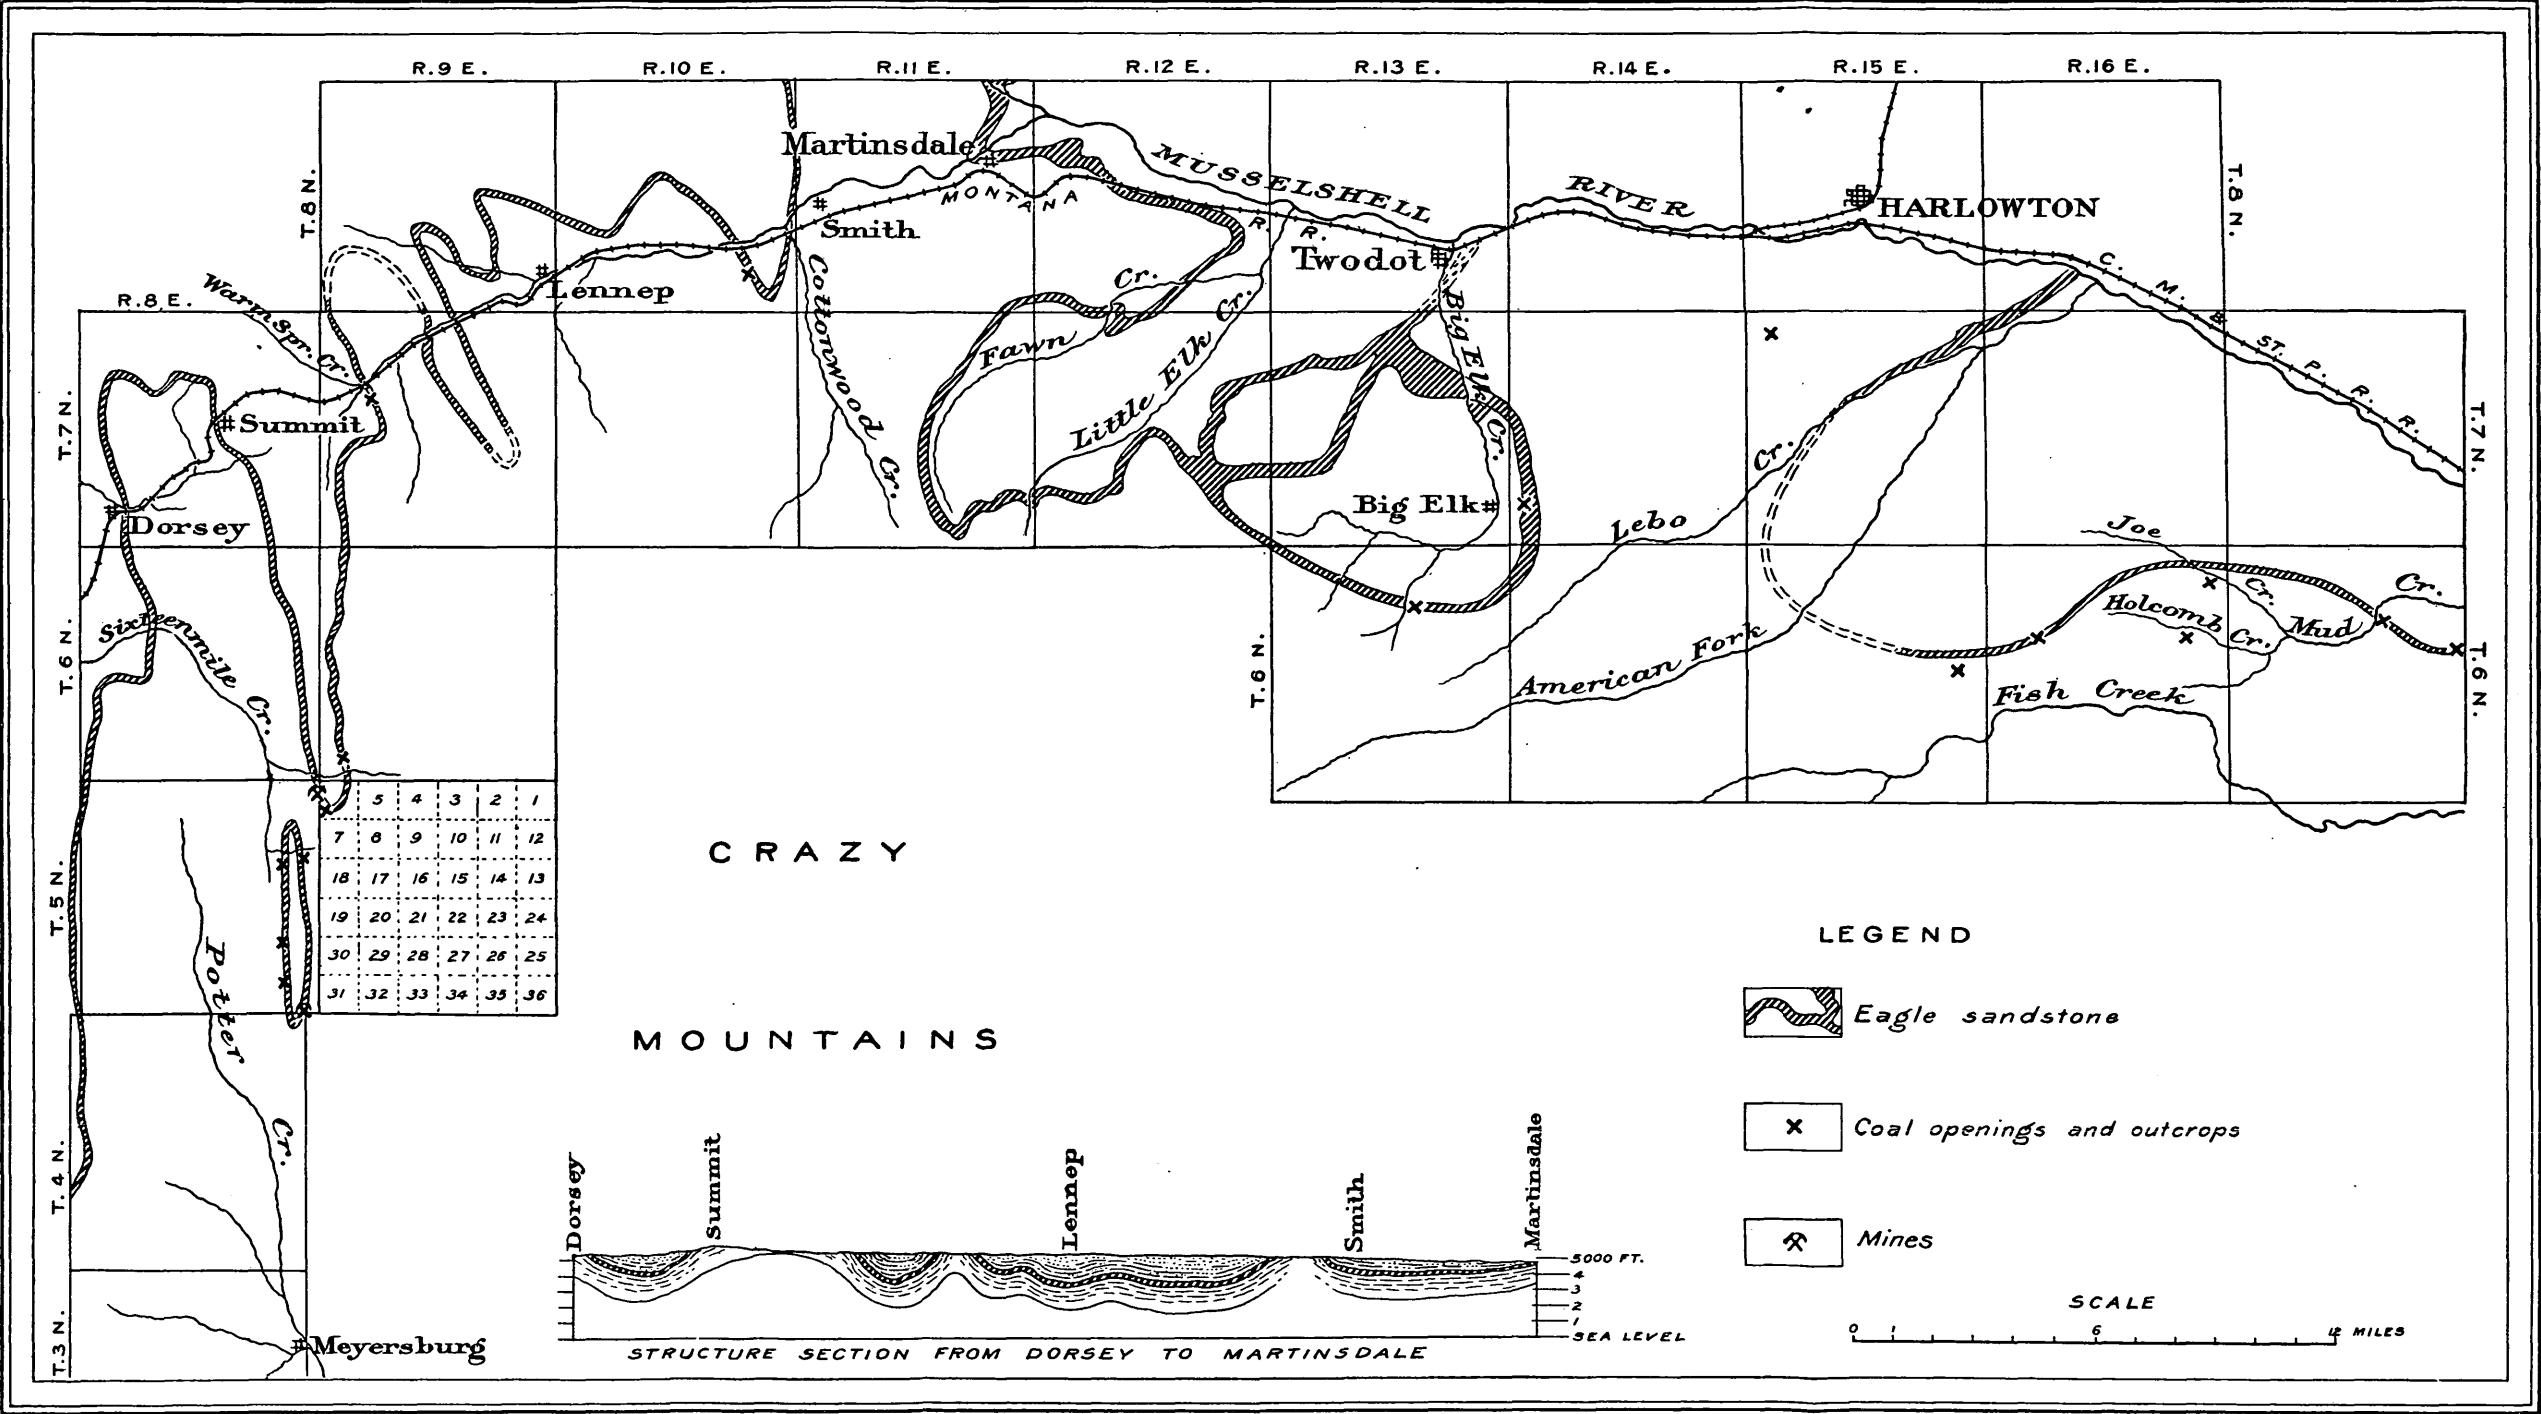 R.9 E. R.10 E. R.11 E. R.12 E. R.13 E. R.14 E. R.15 E. R.16 E.
T.8 N.
T.8 N.
Martinsdale
MUSSELSHELL RIVER
MONTANA R. R.
Smith
HARLOWTON
Twodot
C. M. & ST. P. R. R.
R.8 E.
Warm Spr. Cr.
Lennep
Cottonwood Cr.
Fawn Cr.
Little Elk Cr.
Big Elk Cr.
T.7 N.
T.7 N.
Summit
Dorsey
Big Elk
Lebo Cr.
American Fork
Joe Cr.
Holcomb Cr.
Mud Cr.
Fish Creek
T.6 N.
T.6 N.
T.6 N.
Sixteenmile Cr.
5 4 3 2 1
7 8 9 10 11 12
18 17 16 15 14 13
19 20 21 22 23 24
30 29 28 27 26 25
31 32 33 34 35 36
T.5 N.
Potter Cr.
CRAZY
MOUNTAINS
T.4 N.
T.3 N.
Meyersburg
LEGEND
Eagle sandstone
Coal openings and outcrops
Mines
SCALE
0 1 6 12 MILES
Dorsey Summit Lennep Smith Martinsdale
5000 FT.
4
3
2
1
SEA LEVEL
STRUCTURE SECTION FROM DORSEY TO MARTINSDALE